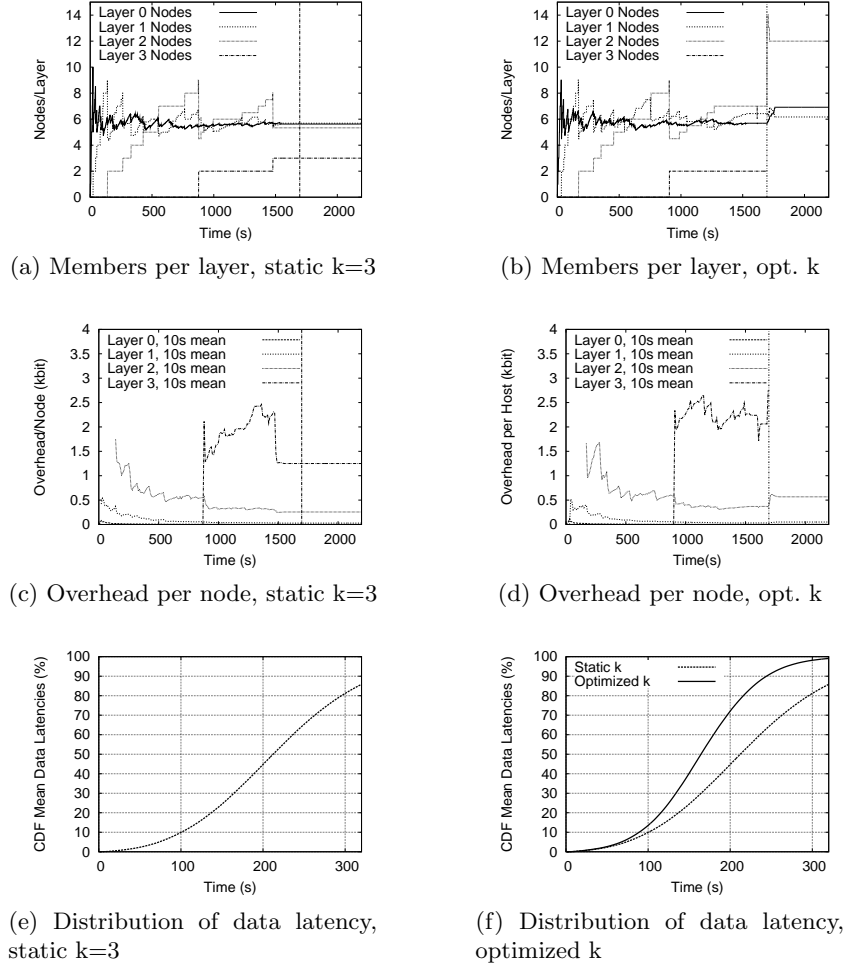 14
12
10
8
6
4
2
0
Nodes/Layer
Layer 0 Nodes
Layer 1 Nodes
Layer 2 Nodes
Layer 3 Nodes
0 500 1000 1500 2000
Time (s)
(a) Members per layer, static k=3
14
12
10
8
6
4
2
0
Nodes/Layer
Layer 0 Nodes
Layer 1 Nodes
Layer 2 Nodes
Layer 3 Nodes
0 500 1000 1500 2000
Time (s)
(b) Members per layer, opt. k
4
3.5
3
2.5
2
1.5
1
0.5
0
Overhead/Node (kbit)
Layer 0, 10s mean
Layer 1, 10s mean
Layer 2, 10s mean
Layer 3, 10s mean
0 500 1000 1500 2000
Time (s)
(c) Overhead per node, static k=3
4
3.5
3
2.5
2
1.5
1
0.5
0
Overhead per Host (kbit)
Layer 0, 10s mean
Layer 1, 10s mean
Layer 2, 10s mean
Layer 3, 10s mean
0 500 1000 1500 2000
Time(s)
(d) Overhead per node, opt. k
100
90
80
70
60
50
40
30
20
10
0
CDF Mean Data Latencies (%)
0 100 200 300
Time (s)
(e) Distribution of data latency,
static k=3
100
90
80
70
60
50
40
30
20
10
0
CDF Mean Data Latencies (%)
Static k
Optimized k
0 100 200 300
Time (s)
(f) Distribution of data latency,
optimized k